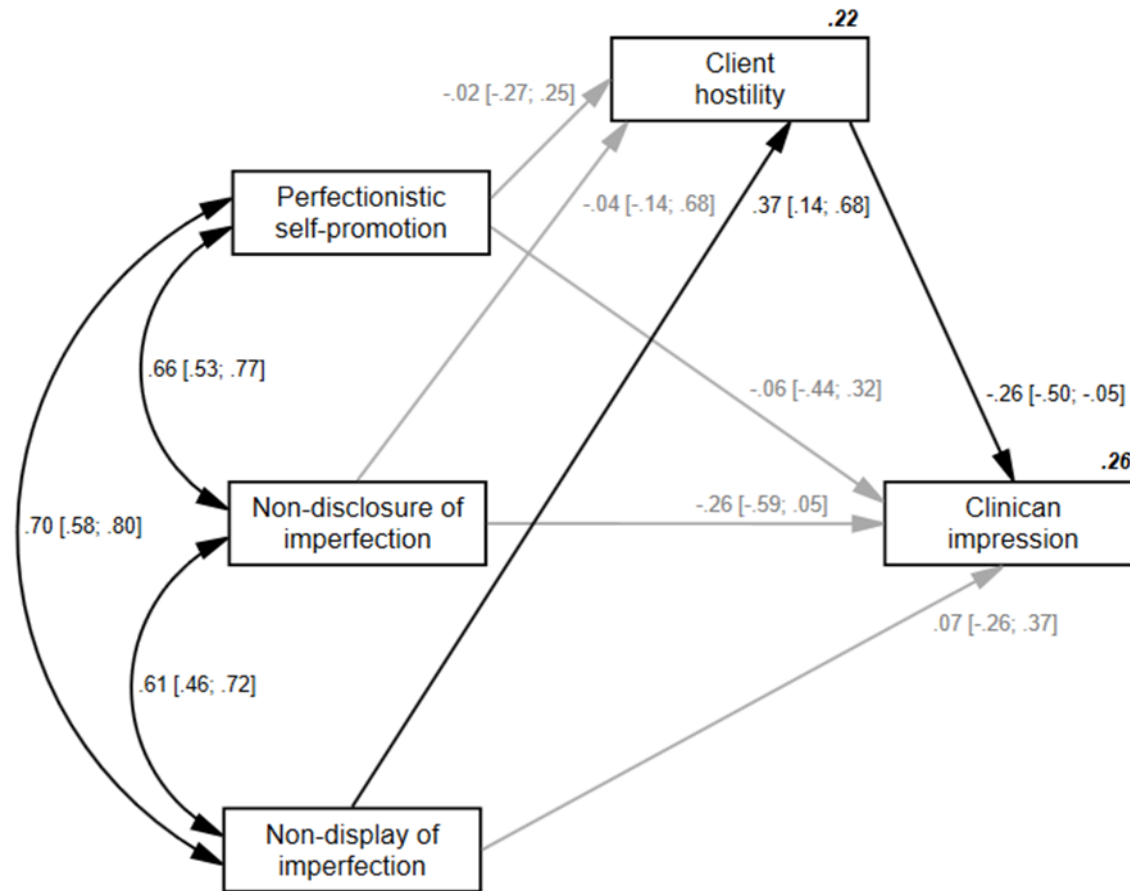 .22
Client
hostility
-.02 [-.27; .25]
Perfectionistic
self-promotion
-.04 [-.14; .68]
.37 [.14; .68]
.66 [.53; .77]
-.06 [-.44; .32]
-.26 [-.50; -.05]
.26
Non-disclosure of
imperfection
-.26 [-.59; .05]
Clinican
impression
.70 [.58; .80]
.07 [-.26; .37]
.61 [.46; .72]
Non-display of
imperfection